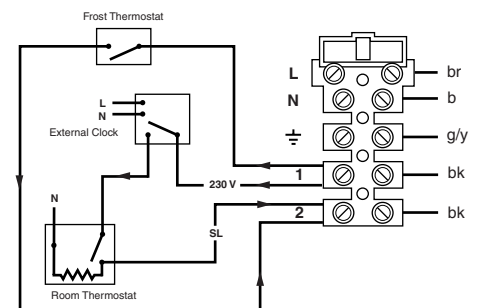 Frost Thermostat
L
N
External Clock
230 V
N
SL
Room Thermostat
L
N
1
2
br
b
g/y
bk
bk